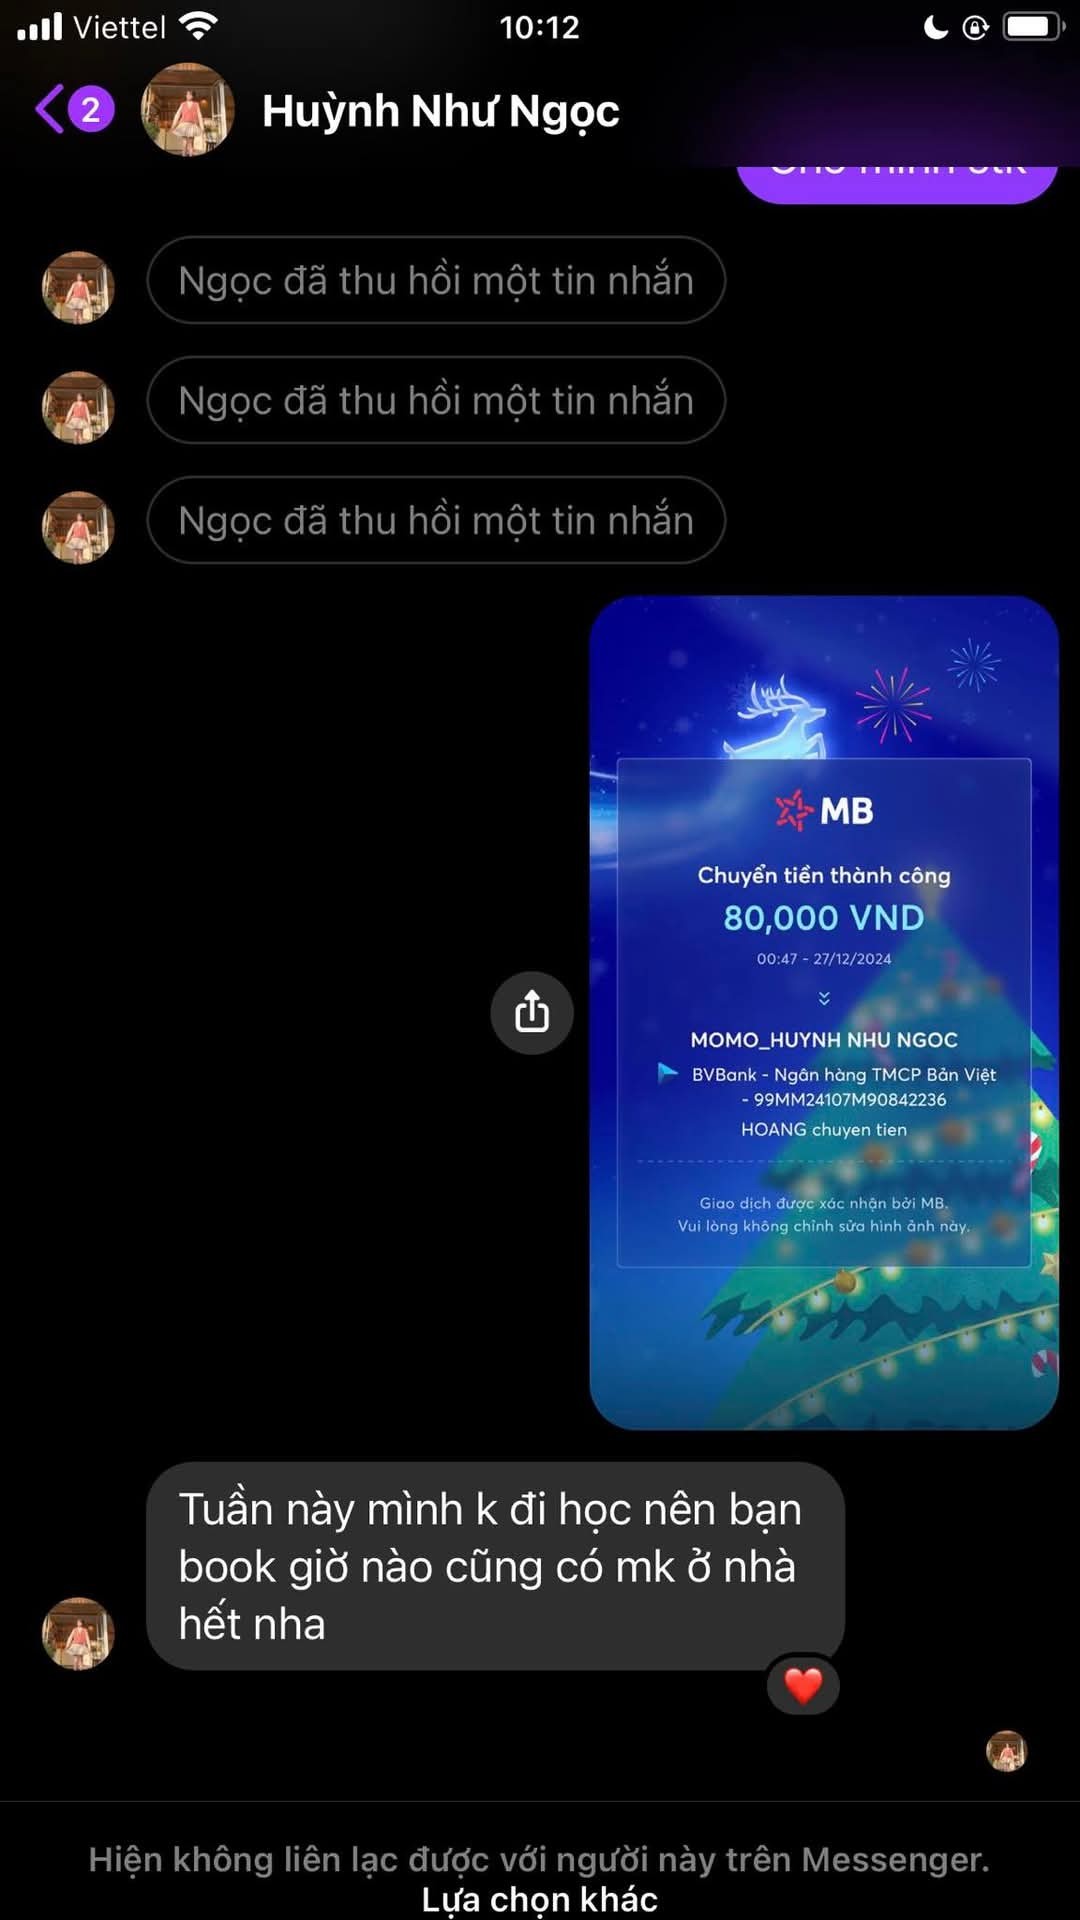 Viettel
10:12
2
Huỳnh Như Ngọc
Cho mình stk
Ngọc đã thu hồi một tin nhắn
Ngọc đã thu hồi một tin nhắn
Ngọc đã thu hồi một tin nhắn
MB
Chuyển tiền thành công
80,000 VND
00:47 - 27/12/2024
MOMO_HUYNH NHU NGOC
BVBank - Ngân hàng TMCP Bản Việt
- 99MM24107M90842236
HOANG chuyen tien
Giao dịch được xác nhận bởi MB.
Vui lòng không chỉnh sửa hình ảnh này.
Tuần này mình k đi học nên bạn
book giờ nào cũng có mk ở nhà
hết nha
Hiện không liên lạc được với người này trên Messenger.
Lựa chọn khác